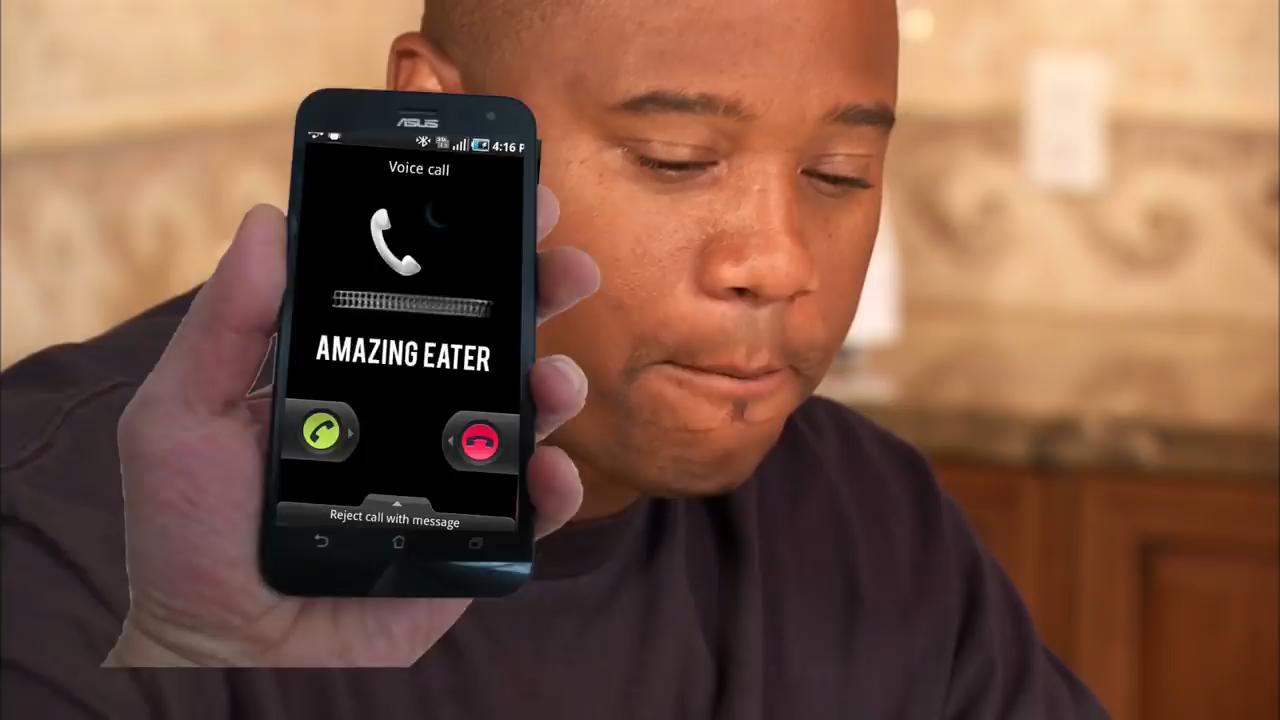 ASUS
4:16 P
Voice call
AMAZING EATER
Reject call with message